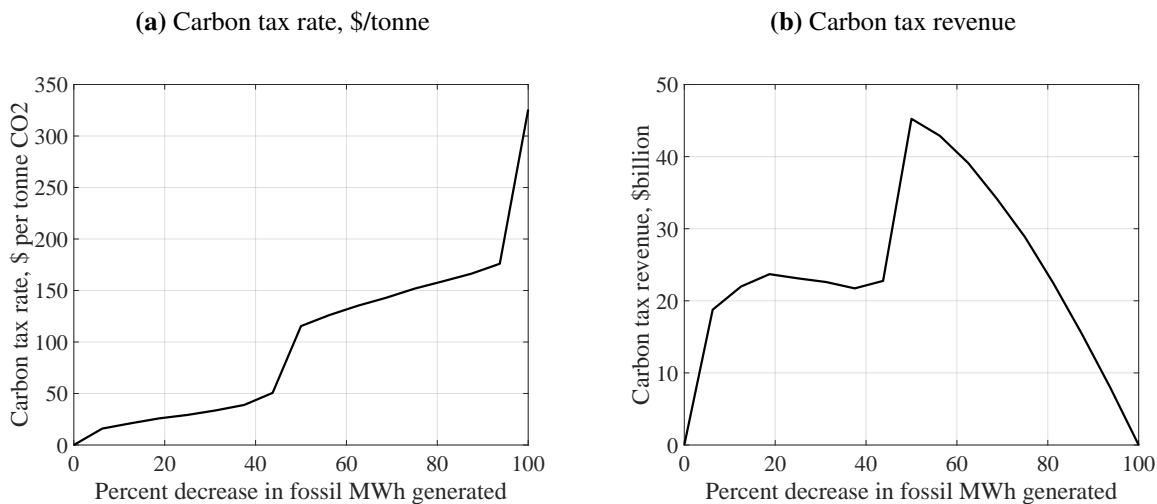 (a) Carbon tax rate, $/tonne
350
300
250
200
150
100
50
0
Carbon tax rate, $ per tonne CO2
0 20 40 60 80 100
Percent decrease in fossil MWh generated
(b) Carbon tax revenue
50
40
30
20
10
0
Carbon tax revenue, $billion
0 20 40 60 80 100
Percent decrease in fossil MWh generated